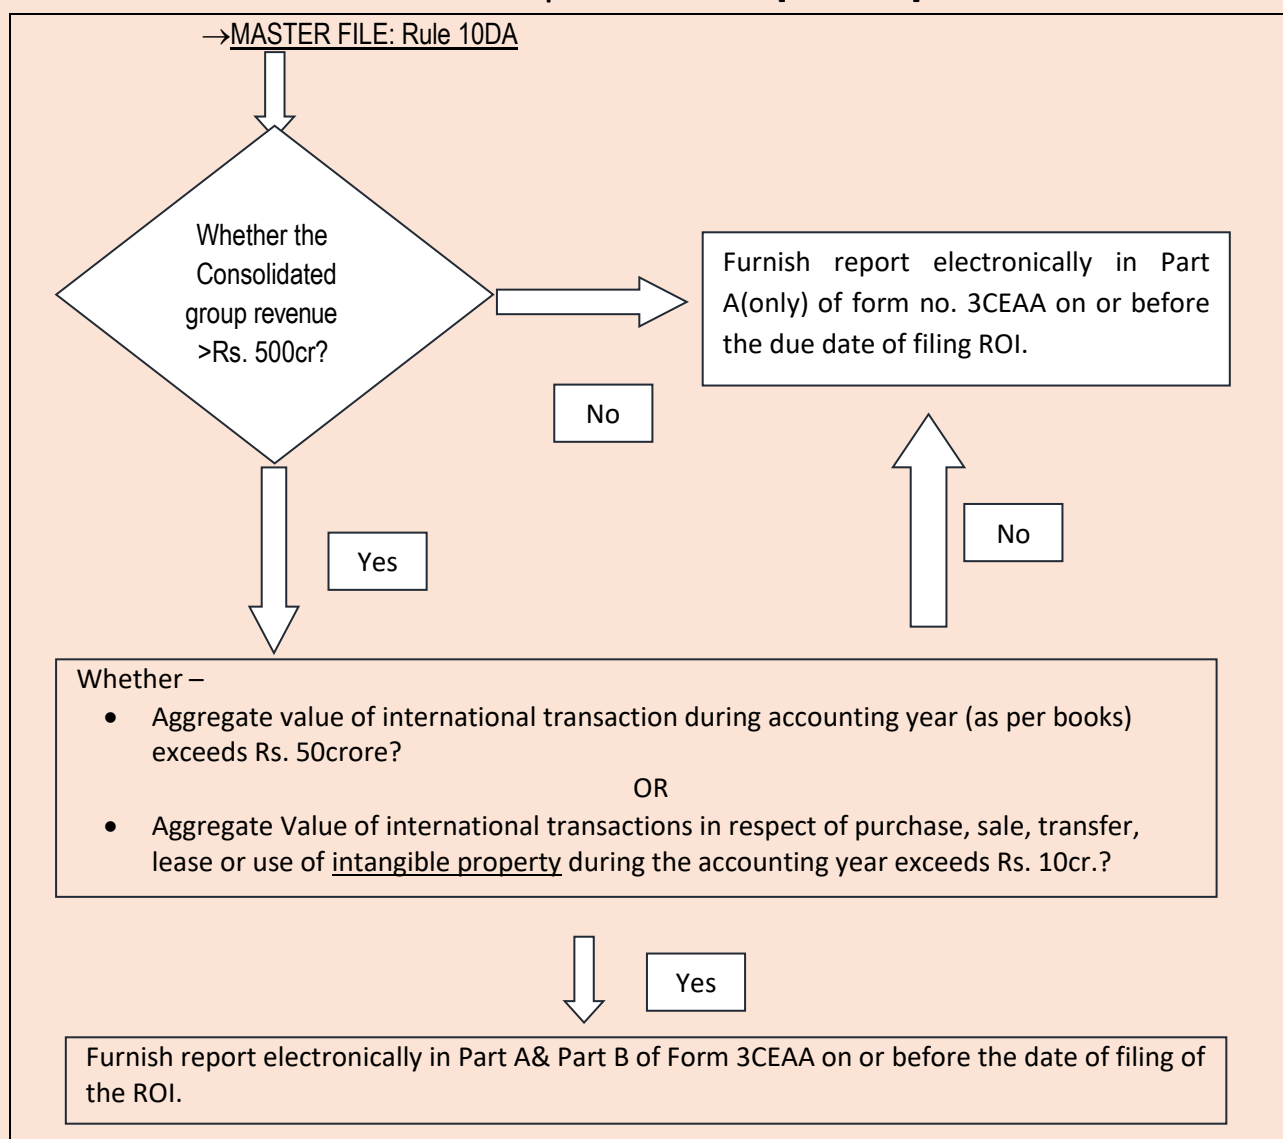 →MASTER FILE: Rule 10DA
Whether the
Consolidated
group revenue
>Rs. 500cr?
Furnish report electronically in Part
A(only) of form no. 3CEAA on or before
the due date of filing ROI.
No
No
Yes
Whether –
• Aggregate value of international transaction during accounting year (as per books)
exceeds Rs. 50crore?
OR
• Aggregate Value of international transactions in respect of purchase, sale, transfer,
lease or use of intangible property during the accounting year exceeds Rs. 10cr.?
Yes
Furnish report electronically in Part A& Part B of Form 3CEAA on or before the date of filing of
the ROI.